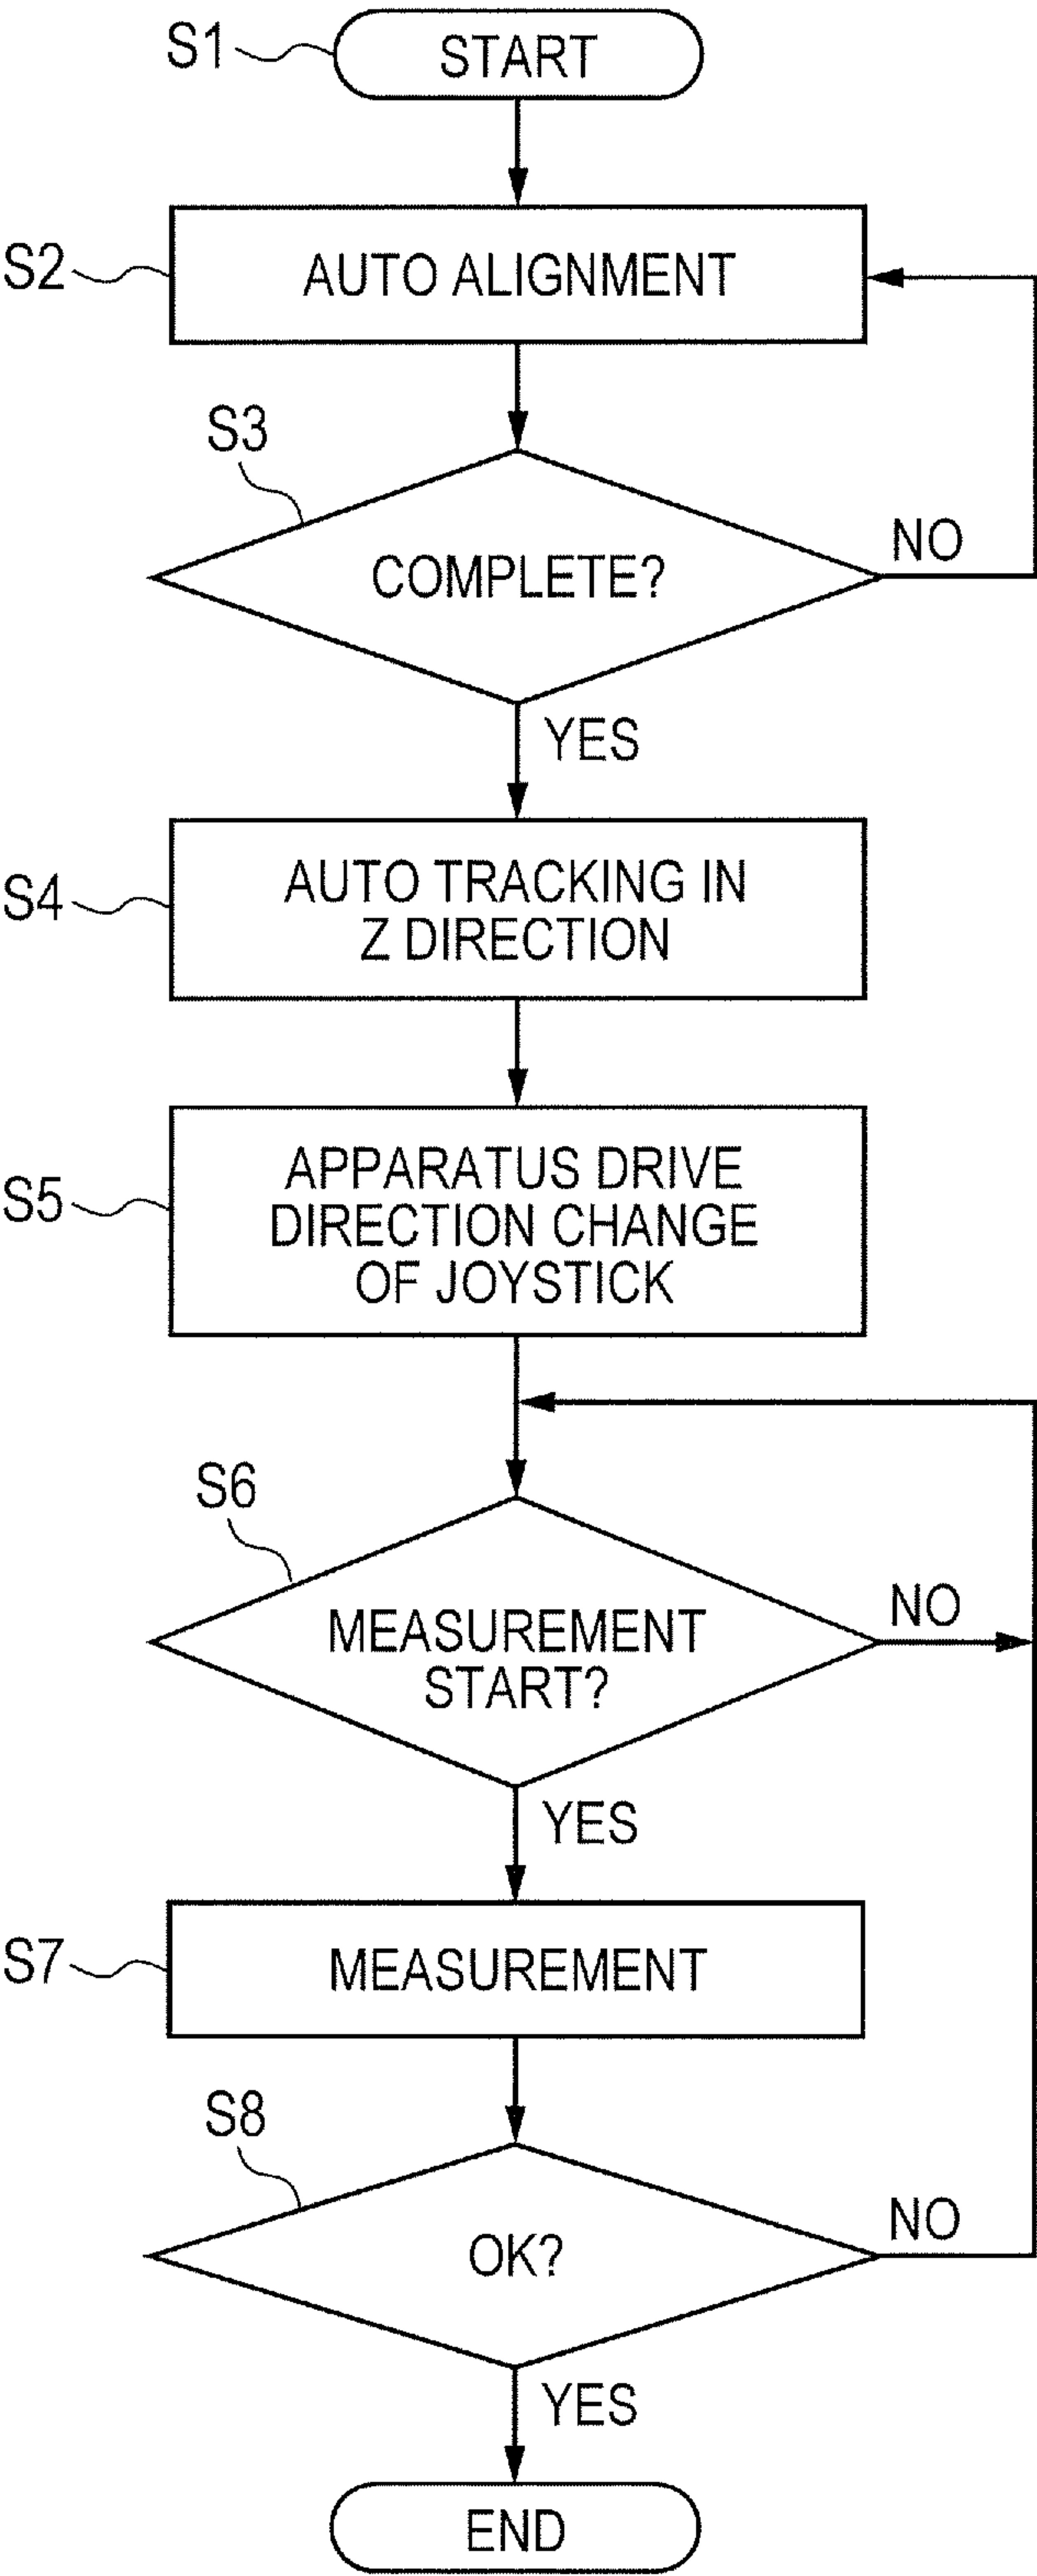 S1
START
S2
AUTO ALIGNMENT
S3
COMPLETE?
NO
YES
S4
AUTO TRACKING IN
Z DIRECTION
S5
APPARATUS DRIVE
DIRECTION CHANGE
OF JOYSTICK
S6
MEASUREMENT
START?
NO
YES
S7
MEASUREMENT
S8
OK?
NO
YES
END